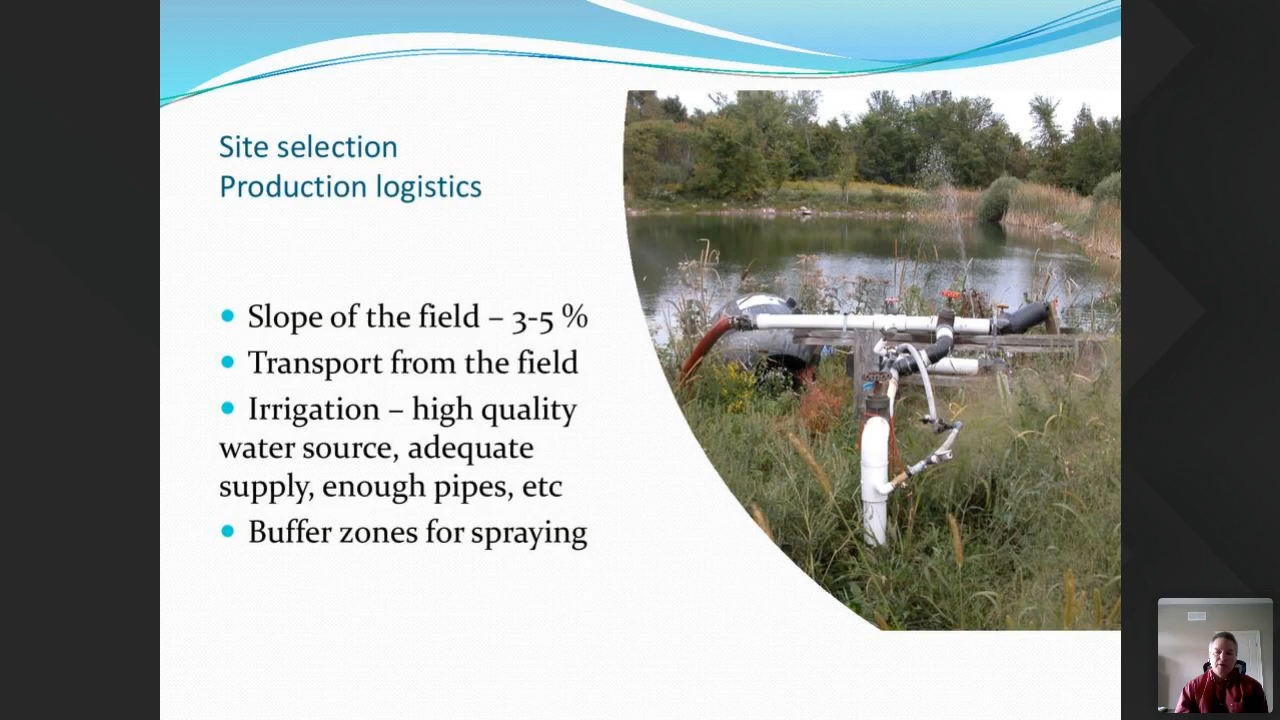 Site selection
Production logistics
• Slope of the field – 3-5 %
• Transport from the field
• Irrigation – high quality
water source, adequate
supply, enough pipes, etc
• Buffer zones for spraying